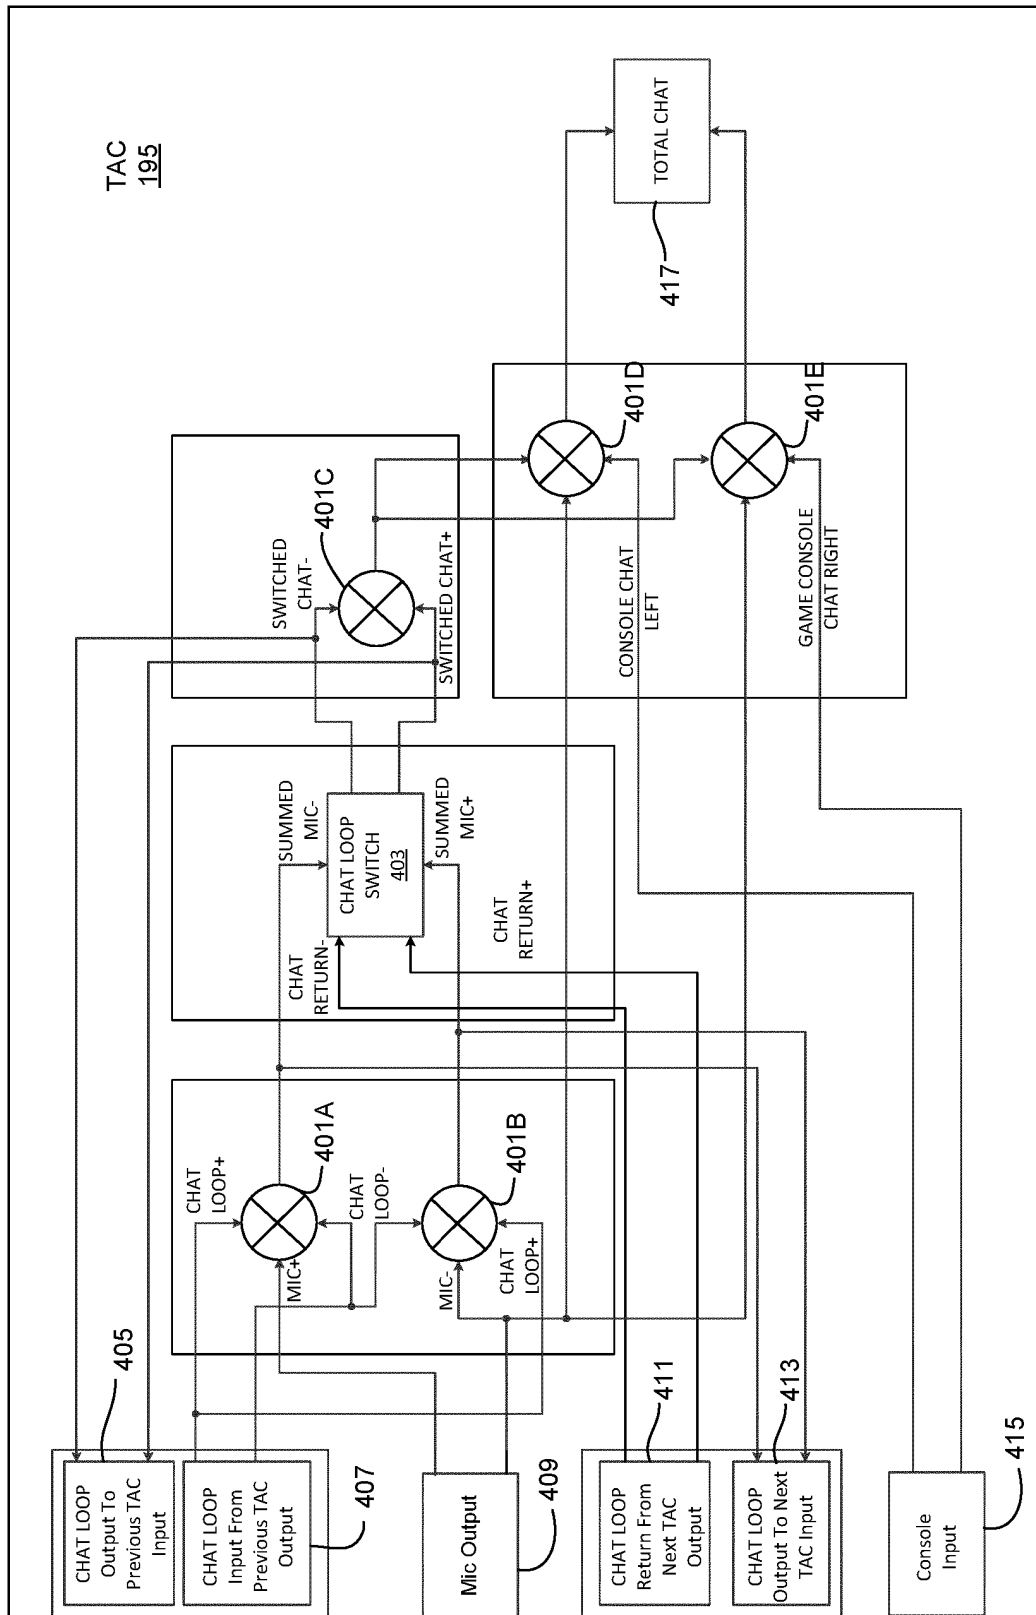 TAC
195
CHAT LOOP
Output To
Previous TAC
Input
405
CHAT LOOP
Input From
Previous TAC
Output
407
Mic Output
409
CHAT LOOP
Return From
Next TAC
Output
411
CHAT LOOP
Output To Next
TAC Input
413
Console
Input
415
CHAT
LOOP+
MIC+
401A
CHAT
LOOP-
MIC-
CHAT
LOOP+
401B
SUMMED
MIC-
CHAT
RETURN-
CHAT LOOP
SWITCH
403
SUMMED
MIC+
CHAT
RETURN+
SWITCHED
CHAT-
401C
SWITCHED CHAT+
CONSOLE CHAT
LEFT
401D
GAME CONSOLE
CHAT RIGHT
401E
TOTAL CHAT
417